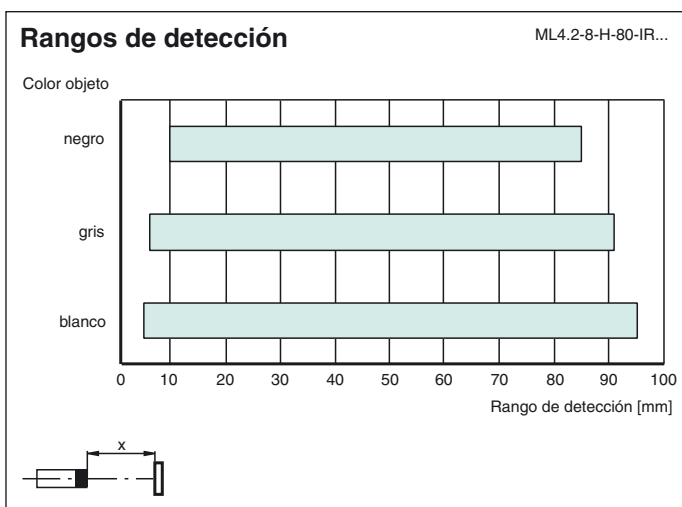 Rangos de detección
ML4.2-8-H-80-IR...
Color objeto
negro
gris
blanco
0 10 20 30 40 50 60 70 80 90 100
Rango de detección [mm]
x